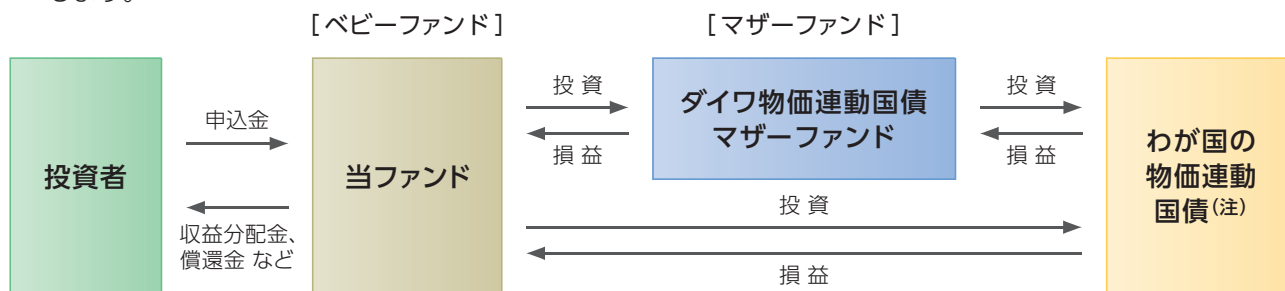 します。
[ベビーファンド]
[マザーファンド]
投資者
申込金
収益分配金、
償還金 など
当ファンド
投 資
損 益
ダイワ物価連動国債
マザーファンド
投 資
損 益
投 資
損 益
わが国の
物価連動
国債(注)